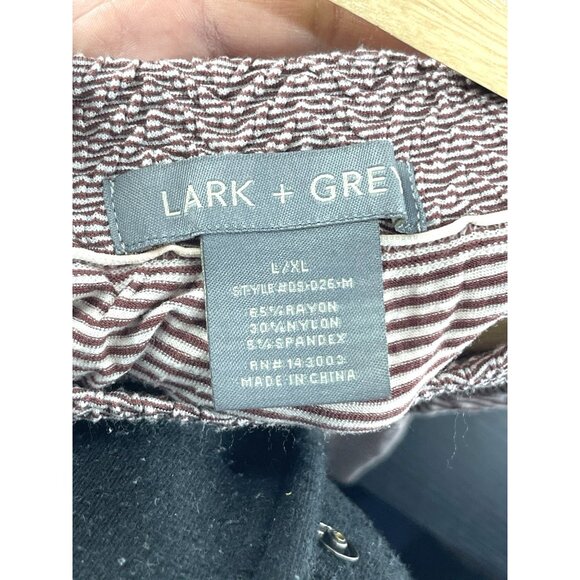 LARK + GREY
L/XL
STYLE#DS-026-M
65% RAYON
30% NYLON
5% SPANDEX
RN# 143003
MADE IN CHINA